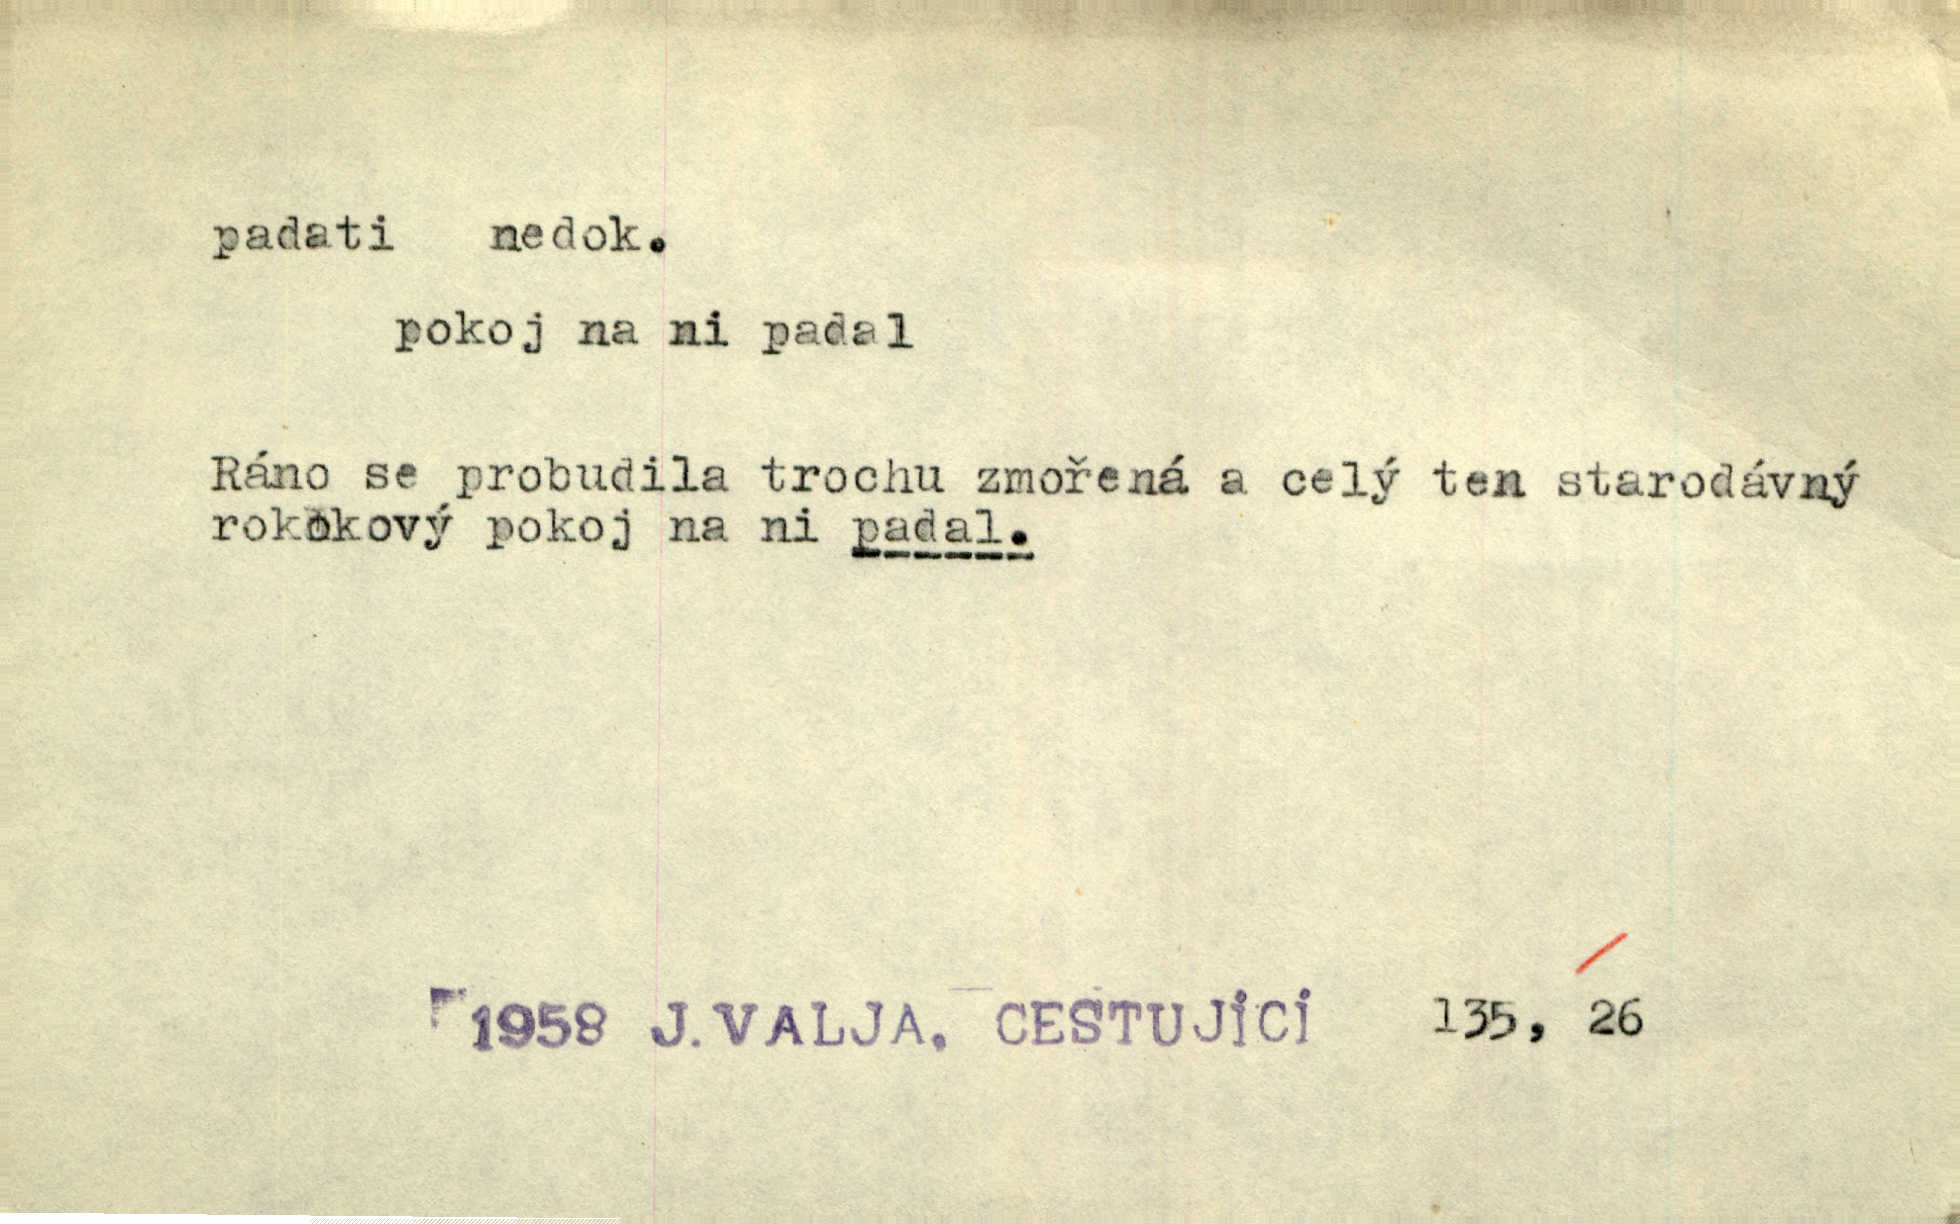 padati nedok.
pokoj na ni padal
Ráno se probudila trochu zmořená a celý ten starodávný
rokokový pokoj na ni padal.
1958 J.VALJA. CESTUJÍCÍ 135, 26